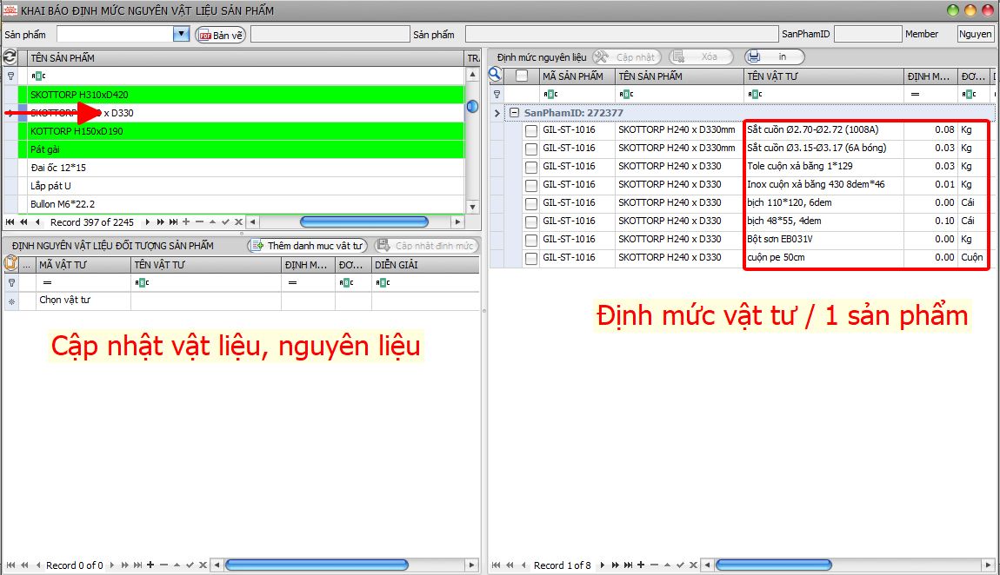 KHAI BÁO ĐỊNH MỨC NGUYÊN VẬT LIỆU SẢN PHẨM
Sản phẩm
PDF Bản vẽ
Sản phẩm
SanPhamID
Member
Nguyen
TÊN SẢN PHẨM
SKOTTORP H310xD420
x D330
KOTTORP H150xD190
Pát gài
Đai ốc 12*15
Lắp pát U
Bullon M6*22.2
Record 397 of 2245
ĐỊNH NGUYÊN VẬT LIỆU ĐỐI TƯỢNG SẢN PHẨM
Thêm danh muc vật tư
Cập nhật đinh mức
... MÃ VẬT TƯ TÊN VẬT TƯ ĐỊNH M... ĐƠ... DIỄN GIẢI
= ABC = ABC ABC
Chọn vật tư
Cập nhật vật liệu, nguyên liệu
Record 0 of 0
Định mức nguyên liệu
Cập nhật
Xóa
in
MÃ SẢN PHẨM TÊN SẢN PHẨM TÊN VẬT TƯ ĐỊNH M... ĐƠ...
ABC ABC ABC = ABC
SanPhamID: 272377
GIL-ST-1016 SKOTTORP H240 x D330mm Sắt cuồn Ø2.70-Ø2.72 (1008A) 0.08 Kg
GIL-ST-1016 SKOTTORP H240 x D330mm Sắt cuồn Ø3.15-Ø3.17 (6A bóng) 0.03 Kg
GIL-ST-1016 SKOTTORP H240 x D330 Tole cuộn xả băng 1*129 0.03 Kg
GIL-ST-1016 SKOTTORP H240 x D330 Inox cuộn xả băng 430 8dem*46 0.01 Kg
GIL-ST-1016 SKOTTORP H240 x D330 bịch 110*120, 6dem 0.00 Cái
GIL-ST-1016 SKOTTORP H240 x D330 bịch 48*55, 4dem 0.10 Cái
GIL-ST-1016 SKOTTORP H240 x D330 Bột sơn EB031V 0.00 Kg
GIL-ST-1016 SKOTTORP H240 x D330 cuộn pe 50cm 0.00 Cuộn
Định mức vật tư / 1 sản phẩm
Record 1 of 8